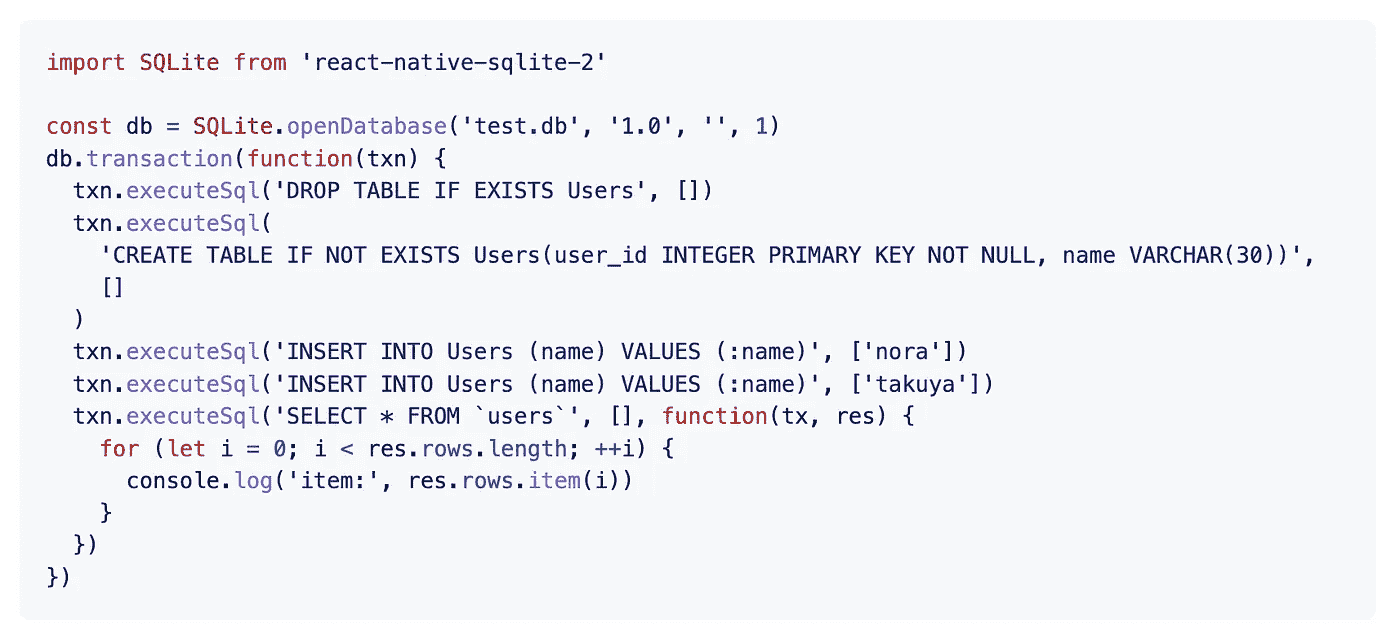 import SQLite from 'react-native-sqlite-2'

const db = SQLite.openDatabase('test.db', '1.0', '', 1)
db.transaction(function(txn) {
  txn.executeSql('DROP TABLE IF EXISTS Users', [])
  txn.executeSql(
    'CREATE TABLE IF NOT EXISTS Users(user_id INTEGER PRIMARY KEY NOT NULL, name VARCHAR(30))',
    []
  )
  txn.executeSql('INSERT INTO Users (name) VALUES (:name)', ['nora'])
  txn.executeSql('INSERT INTO Users (name) VALUES (:name)', ['takuya'])
  txn.executeSql('SELECT * FROM `users`', [], function(tx, res) {
    for (let i = 0; i < res.rows.length; ++i) {
      console.log('item:', res.rows.item(i))
    }
  })
})